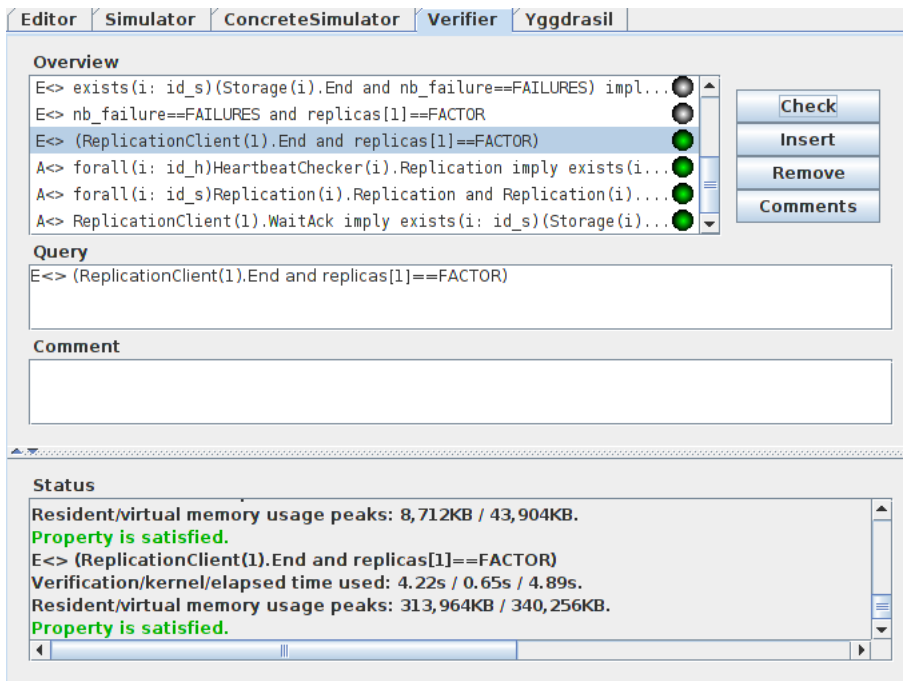 Editor Simulator ConcreteSimulator Verifier Yggdrasil
Overview
E<> exists(i: id_s)(Storage(i).End and nb_failure==FAILURES) impl...
E<> nb_failure==FAILURES and replicas[1]==FACTOR
E<> (ReplicationClient(1).End and replicas[1]==FACTOR)
A<> forall(i: id_h)HeartbeatChecker(i).Replication imply exists(i...
A<> forall(i: id_s)Replication(i).Replication and Replication(i)....
A<> ReplicationClient(1).WaitAck imply exists(i: id_s)(Storage(i)...
Check
Insert
Remove
Comments
Query
E<> (ReplicationClient(1).End and replicas[1]==FACTOR)
Comment
Status
Resident/virtual memory usage peaks: 8,712KB / 43,904KB.
Property is satisfied.
E<> (ReplicationClient(1).End and replicas[1]==FACTOR)
Verification/kernel/elapsed time used: 4.22s / 0.65s / 4.89s.
Resident/virtual memory usage peaks: 313,964KB / 340,256KB.
Property is satisfied.